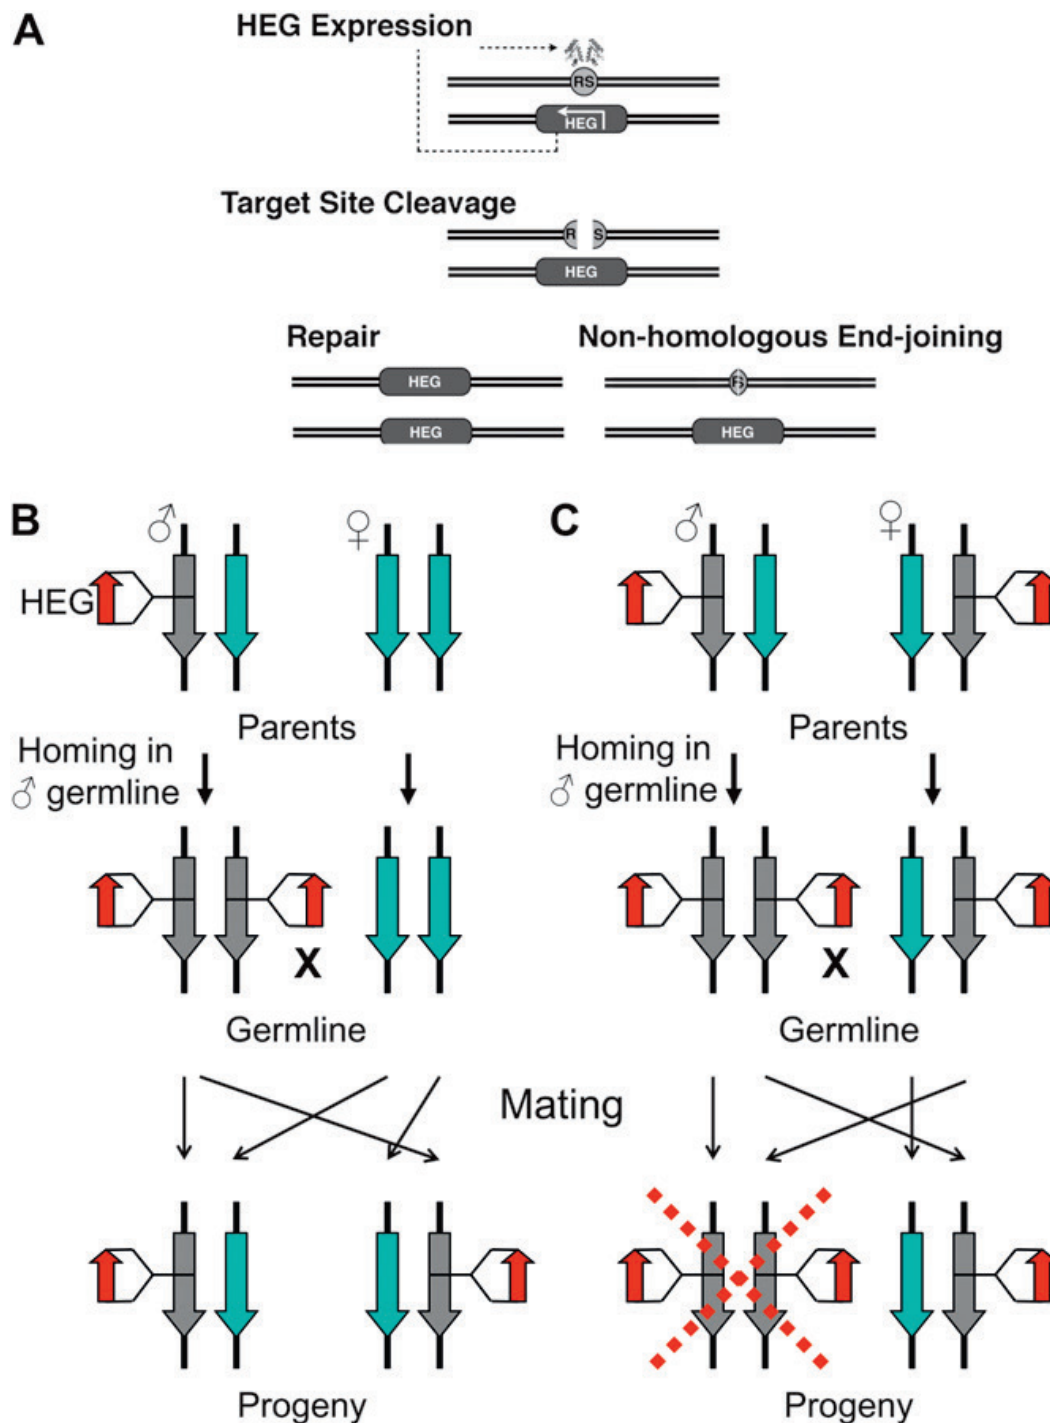 A
HEG Expression
RS
HEG
Target Site Cleavage
R S
HEG
Repair
Non-homologous End-joining
HEG
HEG
HEG
B
♂
♀
C
♂
♀
HEG
Parents
Parents
Homing in
♂ germline
Homing in
♂ germline
X
X
Germline
Germline
Mating
Progeny
Progeny